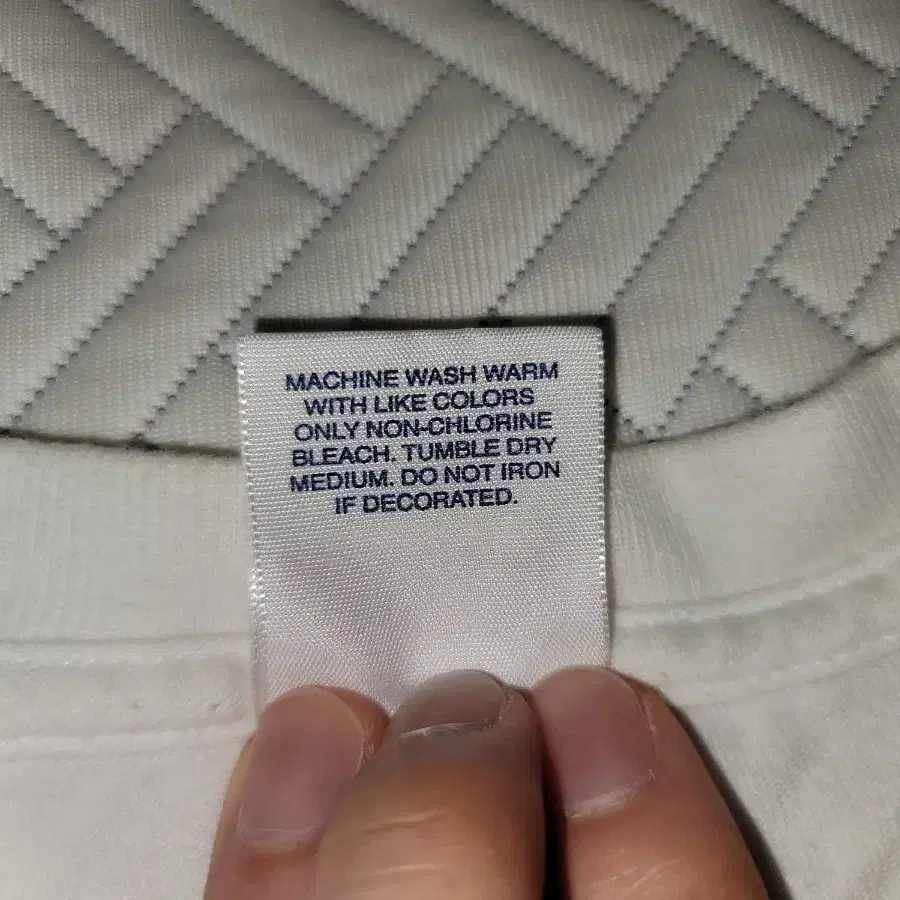 MACHINE WASH WARM
WITH LIKE COLORS
ONLY NON-CHLORINE
BLEACH. TUMBLE DRY
MEDIUM. DO NOT IRON
IF DECORATED.